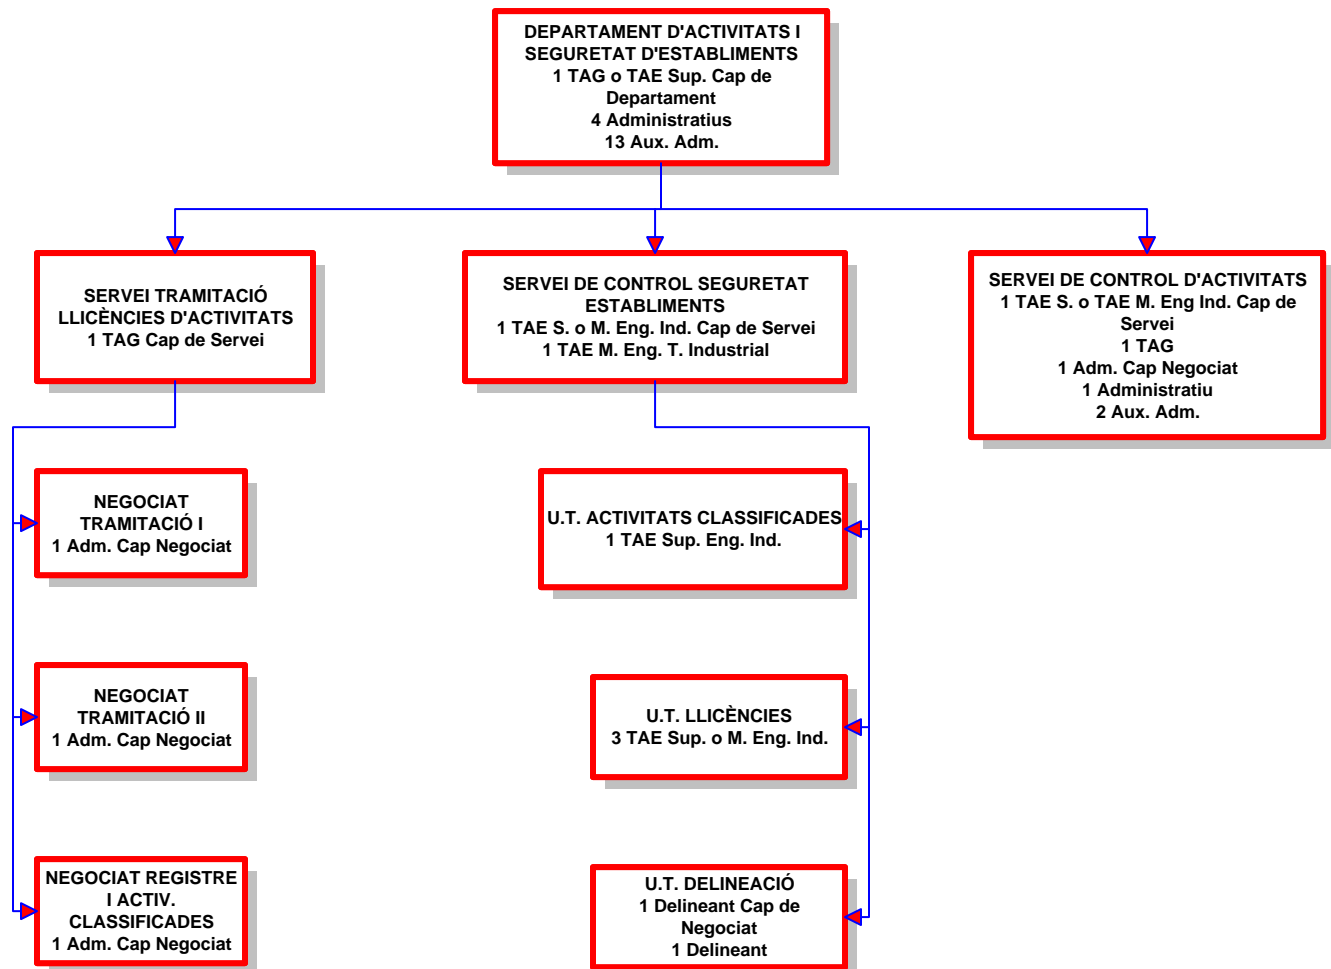 DEPARTAMENT D'ACTIVITATS I
SEGURETAT D'ESTABLIMENTS
1 TAG o TAE Sup. Cap de
Departament
4 Administratius
13 Aux. Adm.
SERVEI TRAMITACIÓ
LLICÈNCIES D'ACTIVITATS
1 TAG Cap de Servei
SERVEI DE CONTROL SEGURETAT
ESTABLIMENTS
1 TAE S. o M. Eng. Ind. Cap de Servei
1 TAE M. Eng. T. Industrial
SERVEI DE CONTROL D'ACTIVITATS
1 TAE S. o TAE M. Eng Ind. Cap de
Servei
1 TAG
1 Adm. Cap Negociat
1 Administratiu
2 Aux. Adm.
NEGOCIAT
TRAMITACIÓ I
1 Adm. Cap Negociat
U.T. ACTIVITATS CLASSIFICADES
1 TAE Sup. Eng. Ind.
NEGOCIAT
TRAMITACIÓ II
1 Adm. Cap Negociat
U.T. LLICÈNCIES
3 TAE Sup. o M. Eng. Ind.
NEGOCIAT REGISTRE
I ACTIV.
CLASSIFICADES
1 Adm. Cap Negociat
U.T. DELINEACIÓ
1 Delineant Cap de
Negociat
1 Delineant